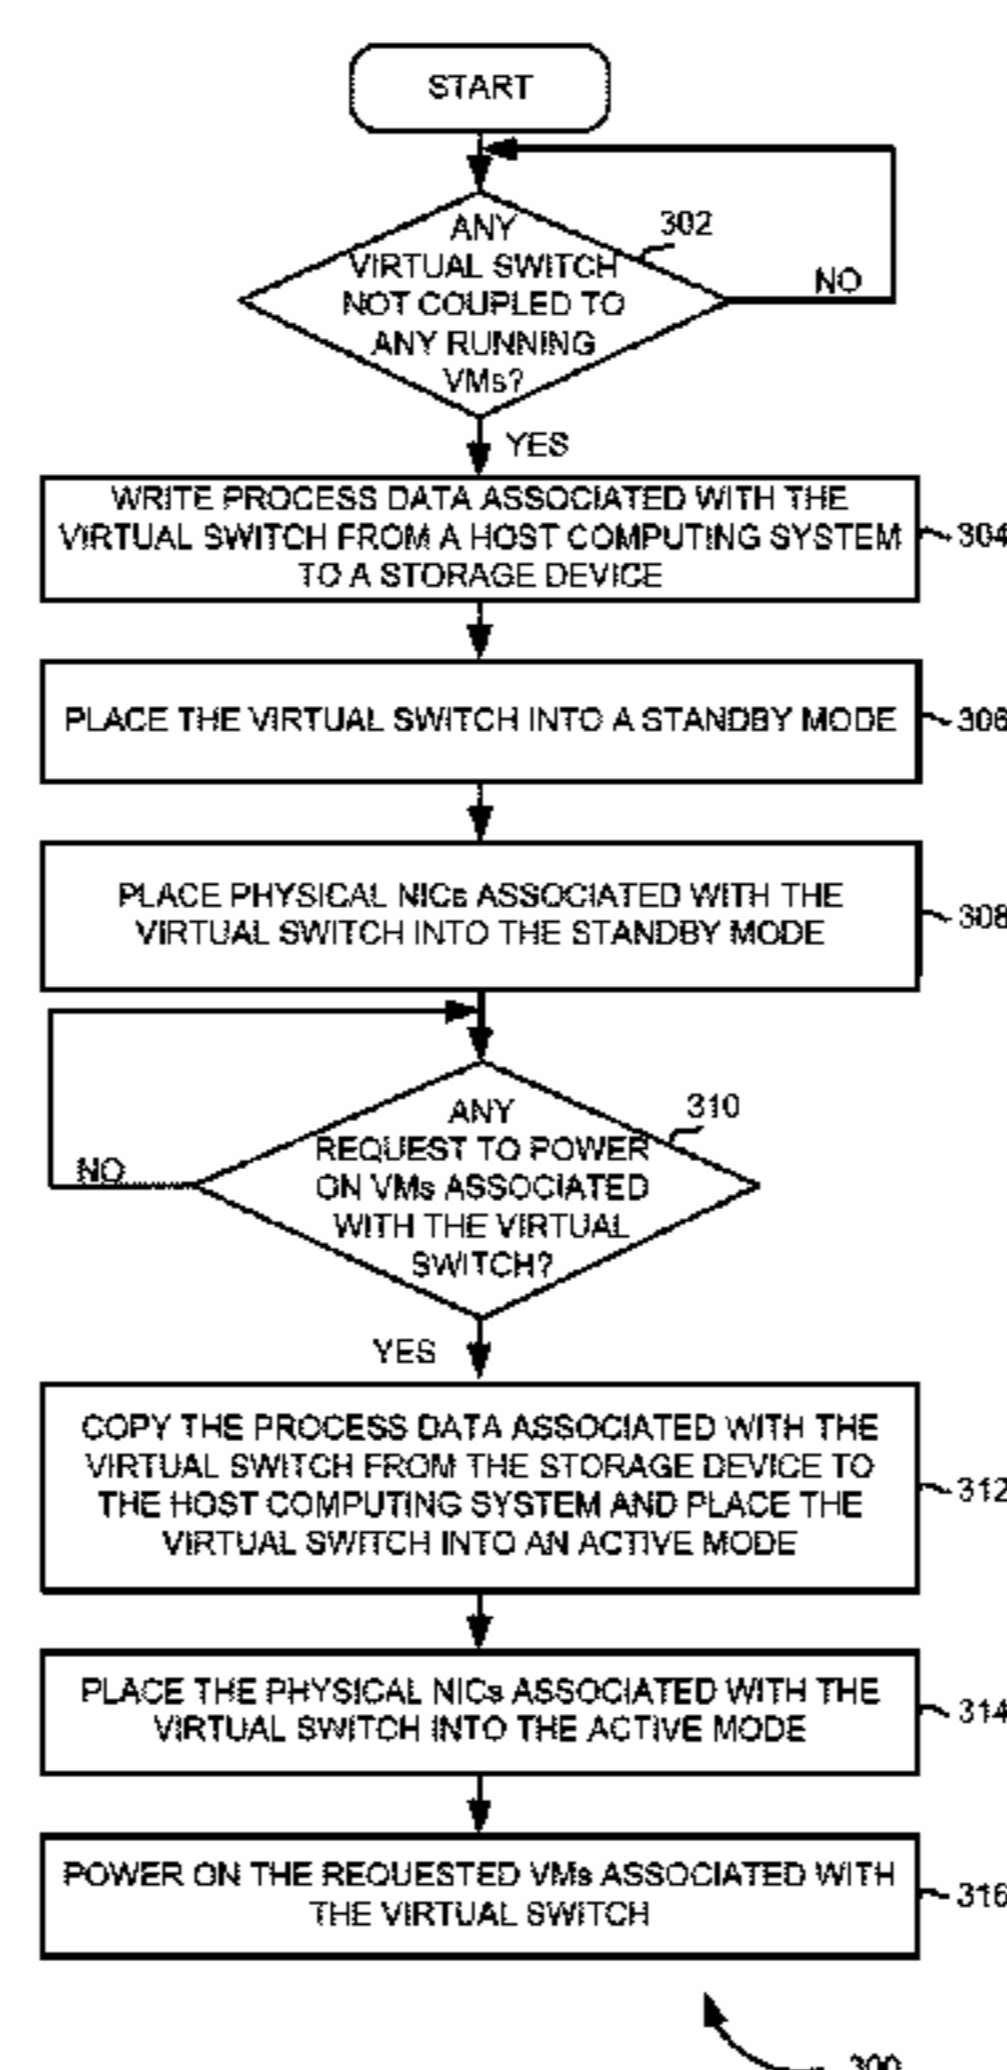 START
ANY
VIRTUAL SWITCH
NOT COUPLED TO
ANY RUNNING
VMs?
302
NO
YES
WRITE PROCESS DATA ASSOCIATED WITH THE
VIRTUAL SWITCH FROM A HOST COMPUTING SYSTEM
TO A STORAGE DEVICE
304
PLACE THE VIRTUAL SWITCH INTO A STANDBY MODE
306
PLACE PHYSICAL NICs ASSOCIATED WITH THE
VIRTUAL SWITCH INTO THE STANDBY MODE
308
ANY
REQUEST TO POWER
ON VMs ASSOCIATED
WITH THE VIRTUAL
SWITCH?
310
NO
YES
COPY THE PROCESS DATA ASSOCIATED WITH THE
VIRTUAL SWITCH FROM THE STORAGE DEVICE TO
THE HOST COMPUTING SYSTEM AND PLACE THE
VIRTUAL SWITCH INTO AN ACTIVE MODE
312
PLACE THE PHYSICAL NICs ASSOCIATED WITH THE
VIRTUAL SWITCH INTO THE ACTIVE MODE
314
POWER ON THE REQUESTED VMs ASSOCIATED WITH
THE VIRTUAL SWITCH
316
300